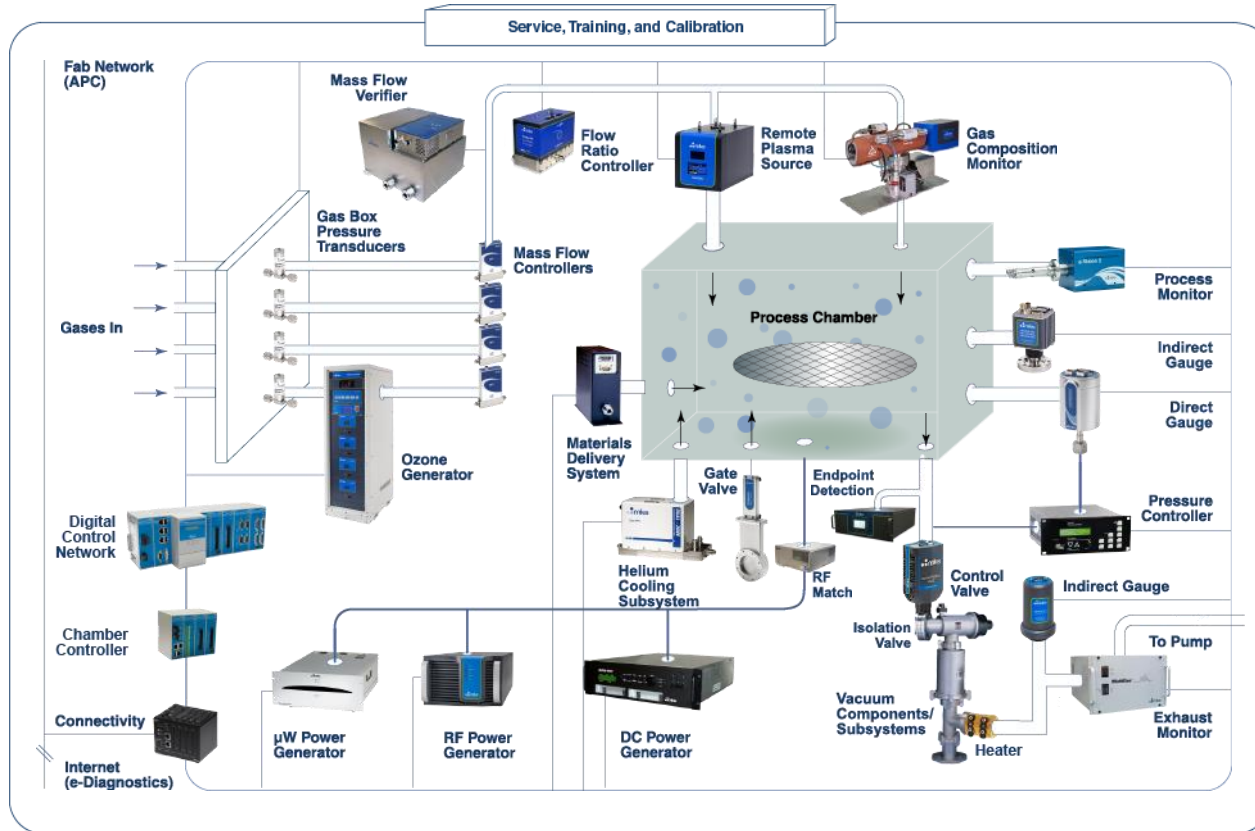 Service, Training, and Calibration
Fab Network
(APC)
Mass Flow
Verifier
Flow
Ratio
Controller
Remote
Plasma
Source
Gas
Composition
Monitor
Gas Box
Pressure
Transducers
Mass Flow
Controllers
Gases In
Process Chamber
Process
Monitor
Indirect
Gauge
Direct
Gauge
Materials
Delivery
System
Ozone
Generator
Gate
Valve
Endpoint
Detection
Pressure
Controller
Digital
Control
Network
Helium
Cooling
Subsystem
RF
Match
Control
Valve
Indirect Gauge
Isolation
Valve
Chamber
Controller
To Pump
Connectivity
µW Power
Generator
RF Power
Generator
DC Power
Generator
Vacuum
Components/
Subsystems
Heater
Exhaust
Monitor
Internet
(e-Diagnostics)